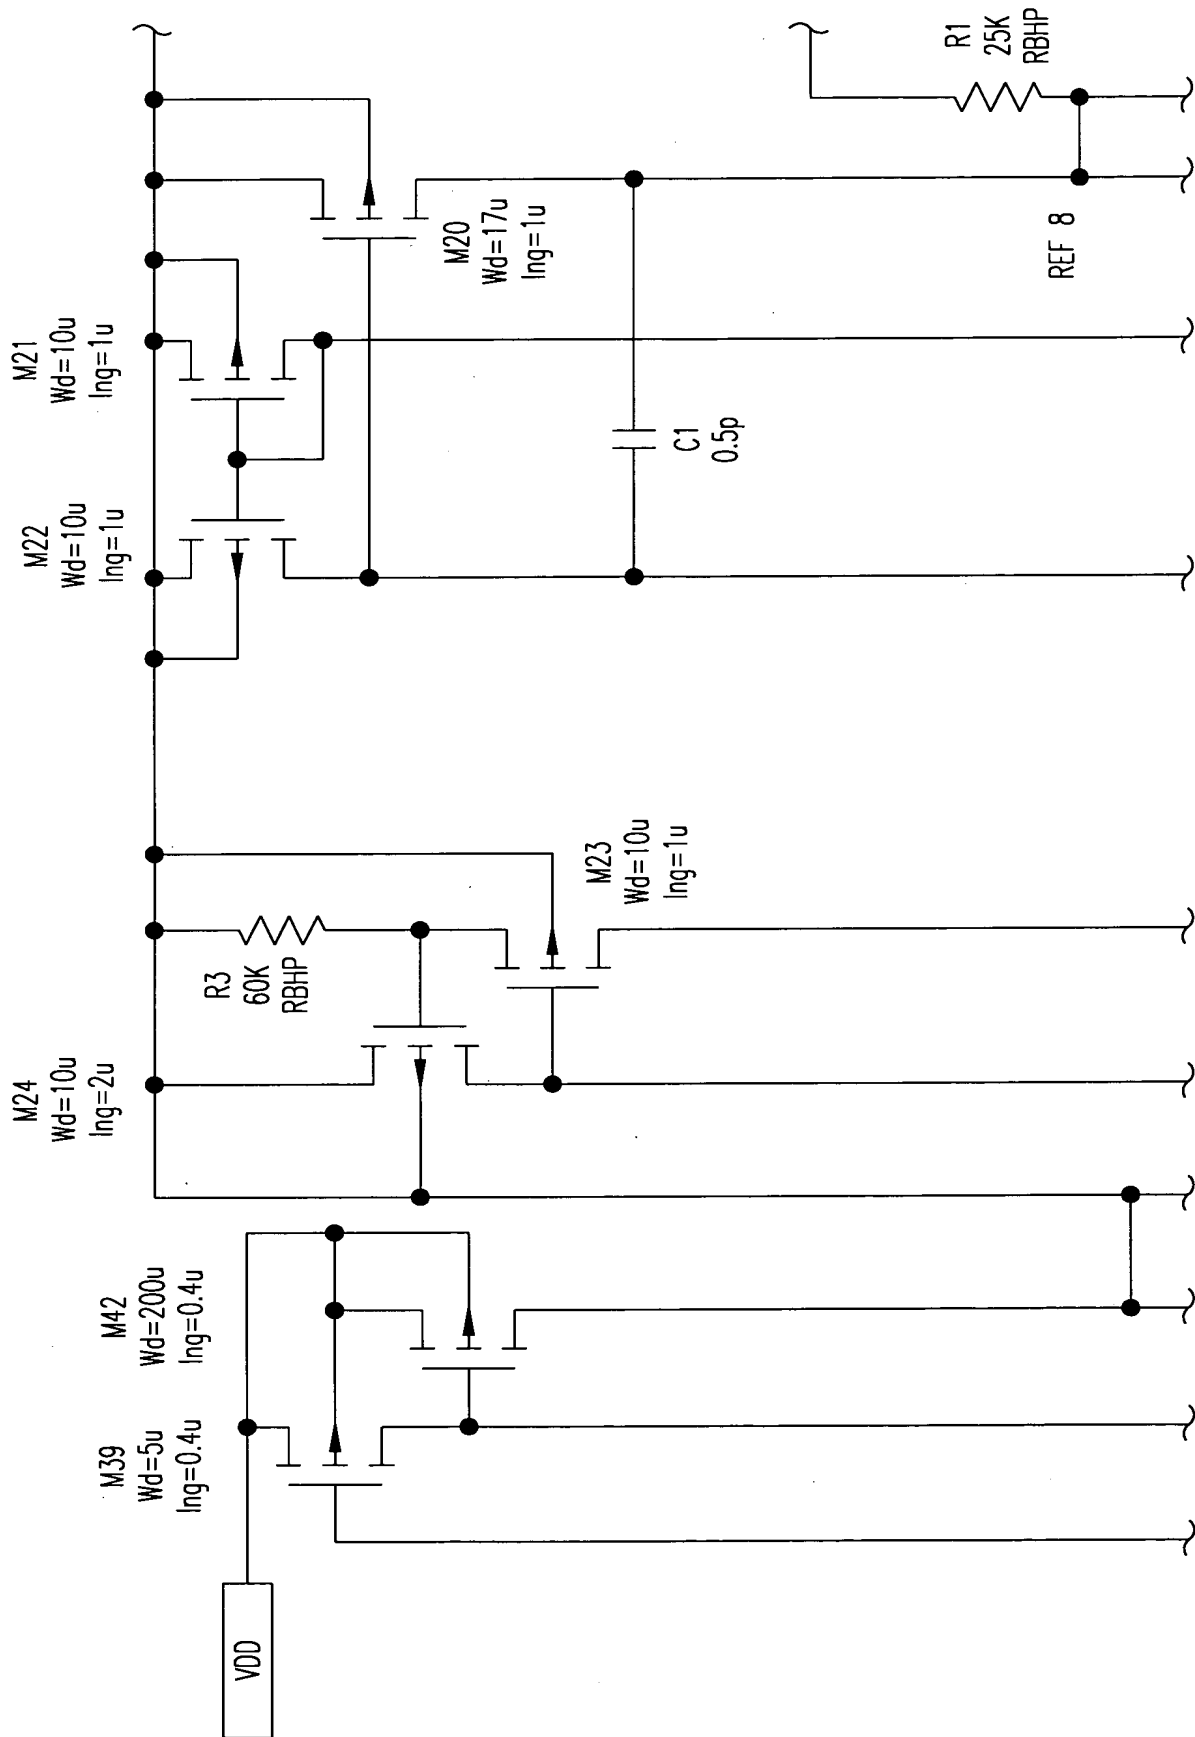 VDD
M39
Wd=5u
lng=0.4u
M42
Wd=200u
lng=0.4u
M24
Wd=10u
lng=2u
R3
60K
RBHP
M23
Wd=10u
lng=1u
M22
Wd=10u
lng=1u
M21
Wd=10u
lng=1u
M20
Wd=17u
lng=1u
C1
0.5p
REF 8
R1
25K
RBHP